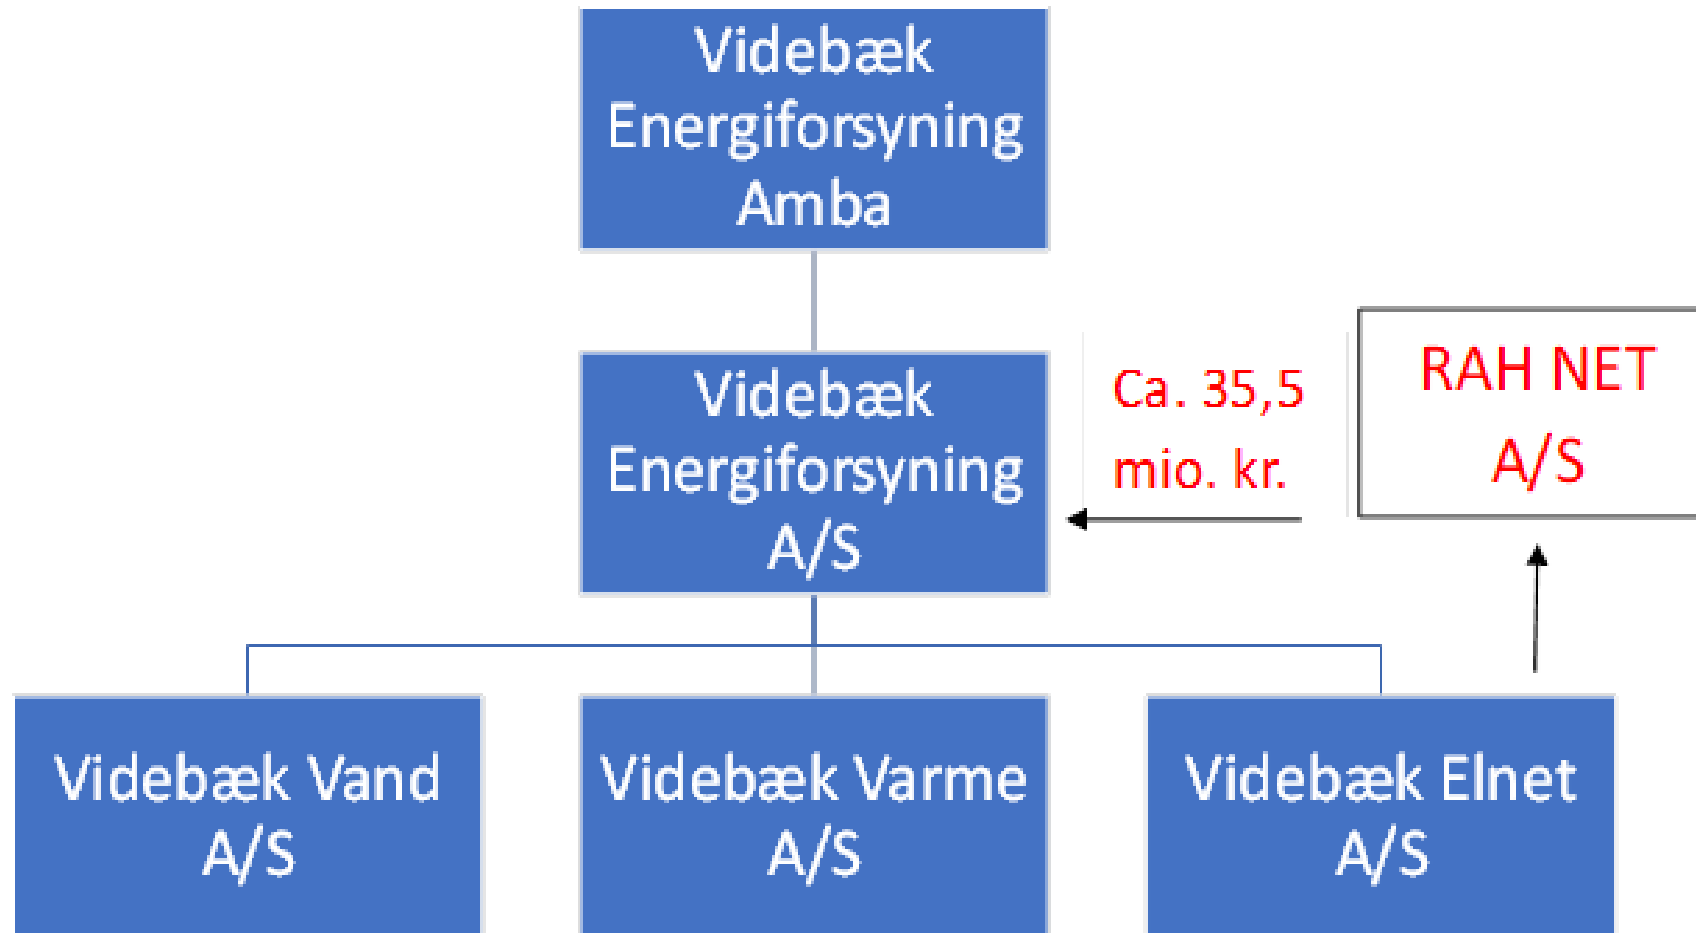 Videbæk
Energiforsyning
Amba
Videbæk
Energiforsyning
A/S
Ca. 35,5
mio. kr.
RAH NET
A/S
Videbæk Vand
A/S
Videbæk Varme
A/S
Videbæk Elnet
A/S